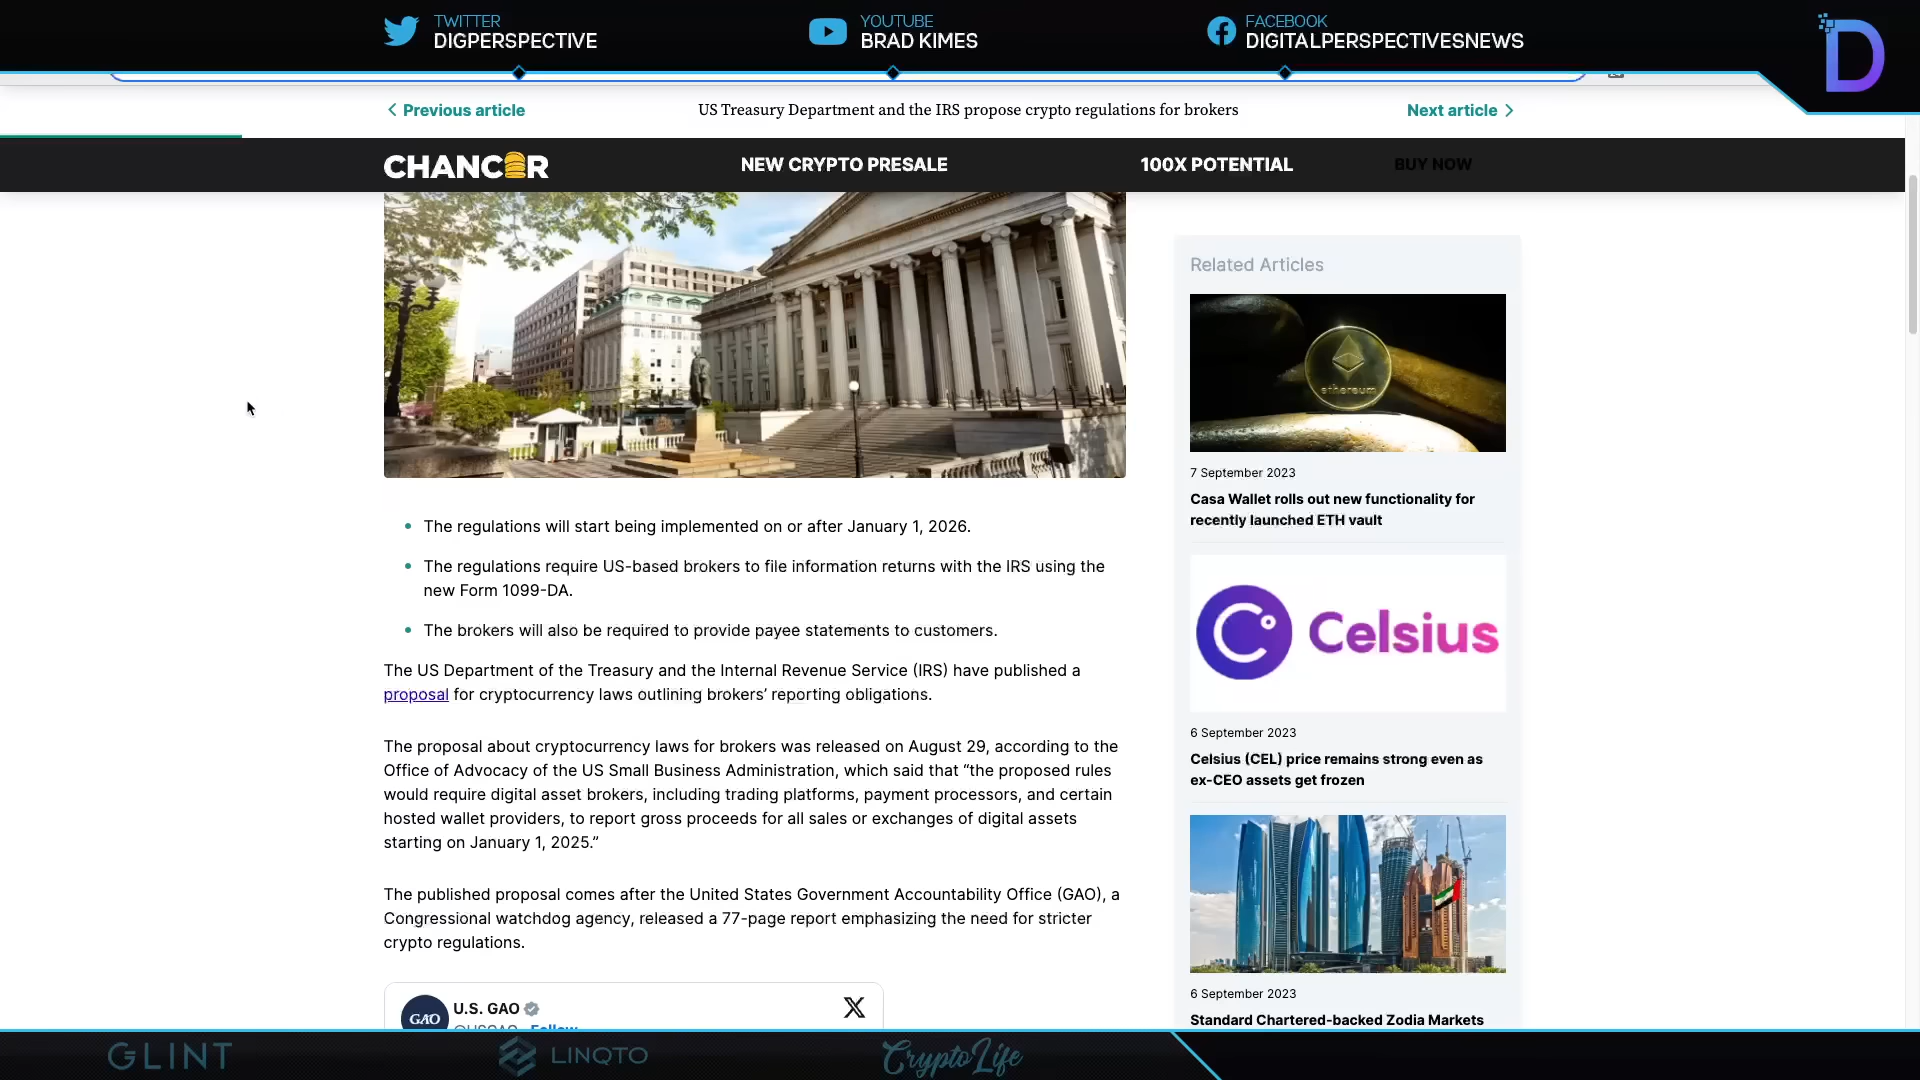 TWITTER
DIGPERSPECTIVE
YOUTUBE
BRAD KIMES
FACEBOOK
DIGITALPERSPECTIVESNEWS
D
Previous article
US Treasury Department and the IRS propose crypto regulations for brokers
Next article
CHANCER
NEW CRYPTO PRESALE
100X POTENTIAL
BUY NOW
The regulations will start being implemented on or after January 1, 2026.
The regulations require US-based brokers to file information returns with the IRS using the
new Form 1099-DA.
The brokers will also be required to provide payee statements to customers.
The US Department of the Treasury and the Internal Revenue Service (IRS) have published a
proposal for cryptocurrency laws outlining brokers’ reporting obligations.
The proposal about cryptocurrency laws for brokers was released on August 29, according to the
Office of Advocacy of the US Small Business Administration, which said that “the proposed rules
would require digital asset brokers, including trading platforms, payment processors, and certain
hosted wallet providers, to report gross proceeds for all sales or exchanges of digital assets
starting on January 1, 2025.”
The published proposal comes after the United States Government Accountability Office (GAO), a
Congressional watchdog agency, released a 77-page report emphasizing the need for stricter
crypto regulations.
GAO
U.S. GAO
@USGAO · Follow
Related Articles
ethereum
7 September 2023
Casa Wallet rolls out new functionality for
recently launched ETH vault
Celsius
6 September 2023
Celsius (CEL) price remains strong even as
ex-CEO assets get frozen
6 September 2023
Standard Chartered-backed Zodia Markets
GLINT
LINQTO
CryptoLife